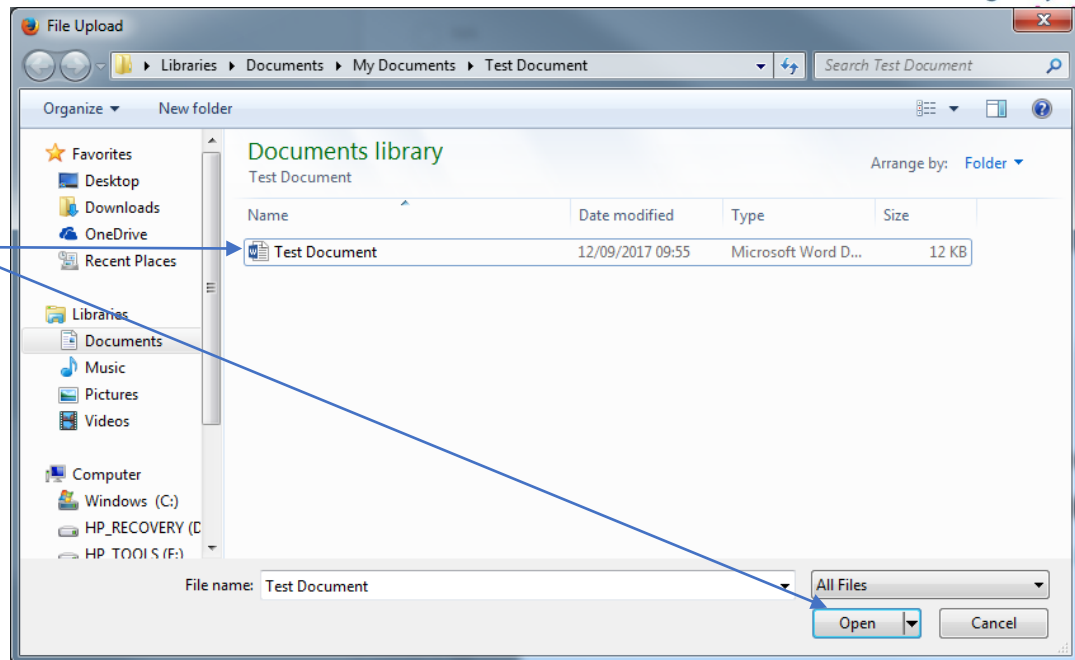 File Upload
Libraries Documents My Documents Test Document
Search Test Document
Organize New folder
Favorites
Desktop
Downloads
OneDrive
Recent Places
Libraries
Documents
Music
Pictures
Videos
Computer
Windows (C:)
HP_RECOVERY (D
HP_TOOLS (E:)
Documents library
Test Document
Arrange by: Folder
Name Date modified Type Size
Test Document 12/09/2017 09:55 Microsoft Word D... 12 KB
File name: Test Document All Files
Open Cancel